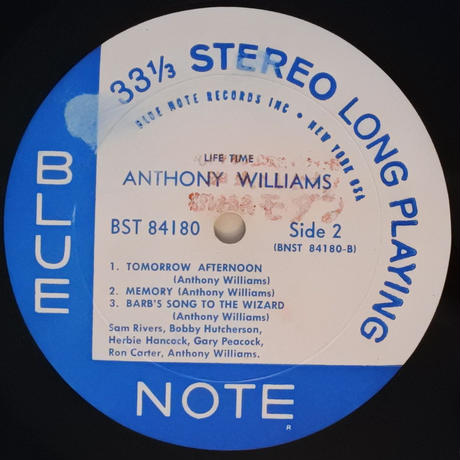 33⅓ STEREO LONG PLAYING
BLUE NOTE RECORDS INC • NEW YORK USA
LIFE TIME
ANTHONY WILLIAMS
BST 84180
Side 2
(BNST 84180-B)
1. TOMORROW AFTERNOON
(Anthony Williams)
2. MEMORY (Anthony Williams)
3. BARB'S SONG TO THE WIZARD
(Anthony Williams)
Sam Rivers, Bobby Hutcherson,
Herbie Hancock, Gary Peacock,
Ron Carter, Anthony Williams.
BLUE
NOTE
R